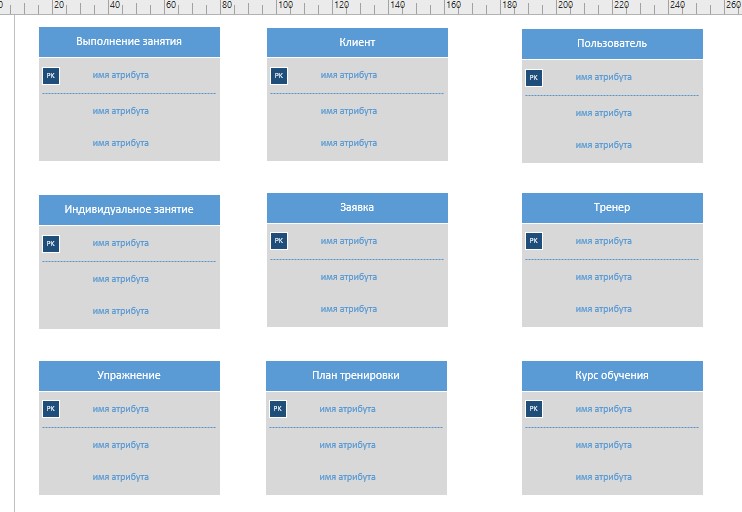 0 20 40 60 80 100 120 140 160 180 200 220 240 260
Выполнение занятия
PK имя атрибута
имя атрибута
имя атрибута
Клиент
PK имя атрибута
имя атрибута
имя атрибута
Пользователь
PK имя атрибута
имя атрибута
имя атрибута
Индивидуальное занятие
PK имя атрибута
имя атрибута
имя атрибута
Заявка
PK имя атрибута
имя атрибута
имя атрибута
Тренер
PK имя атрибута
имя атрибута
имя атрибута
Упражнение
PK имя атрибута
имя атрибута
имя атрибута
План тренировки
PK имя атрибута
имя атрибута
имя атрибута
Курс обучения
PK имя атрибута
имя атрибута
имя атрибута